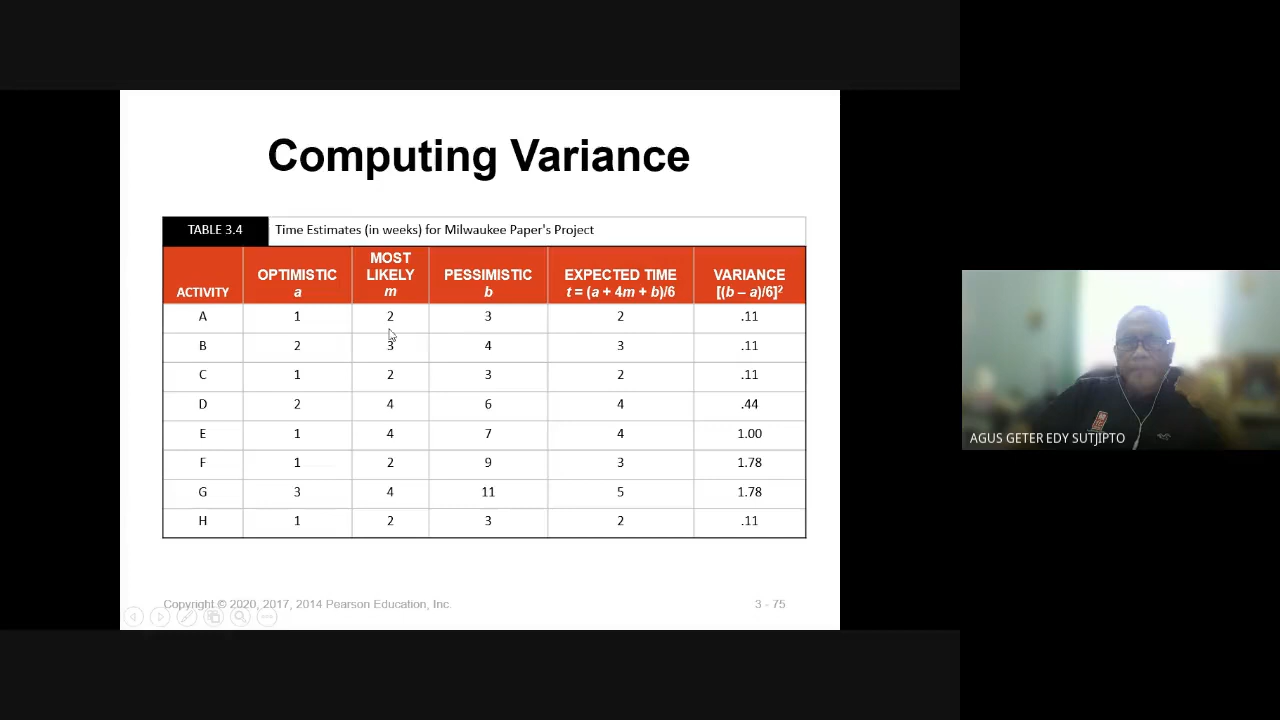 Computing Variance
TABLE 3.4 Time Estimates (in weeks) for Milwaukee Paper's Project
ACTIVITY OPTIMISTIC a MOST LIKELY m PESSIMISTIC b EXPECTED TIME t = (a + 4m + b)/6 VARIANCE [(b – a)/6]²
A 1 2 3 2 .11
B 2 3 4 3 .11
C 1 2 3 2 .11
D 2 4 6 4 .44
E 1 4 7 4 1.00
F 1 2 9 3 1.78
G 3 4 11 5 1.78
H 1 2 3 2 .11
Copyright © 2020, 2017, 2014 Pearson Education, Inc. 3 - 75
AGUS GETER EDY SUTJIPTO